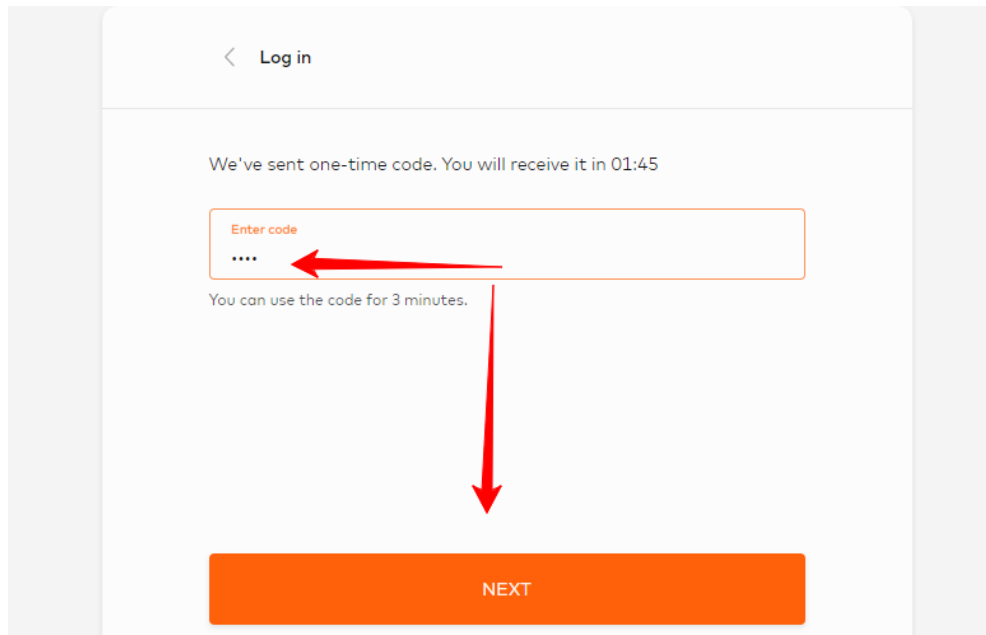 Log in
We've sent one-time code. You will receive it in 01:45
Enter code
••••
You can use the code for 3 minutes.
NEXT